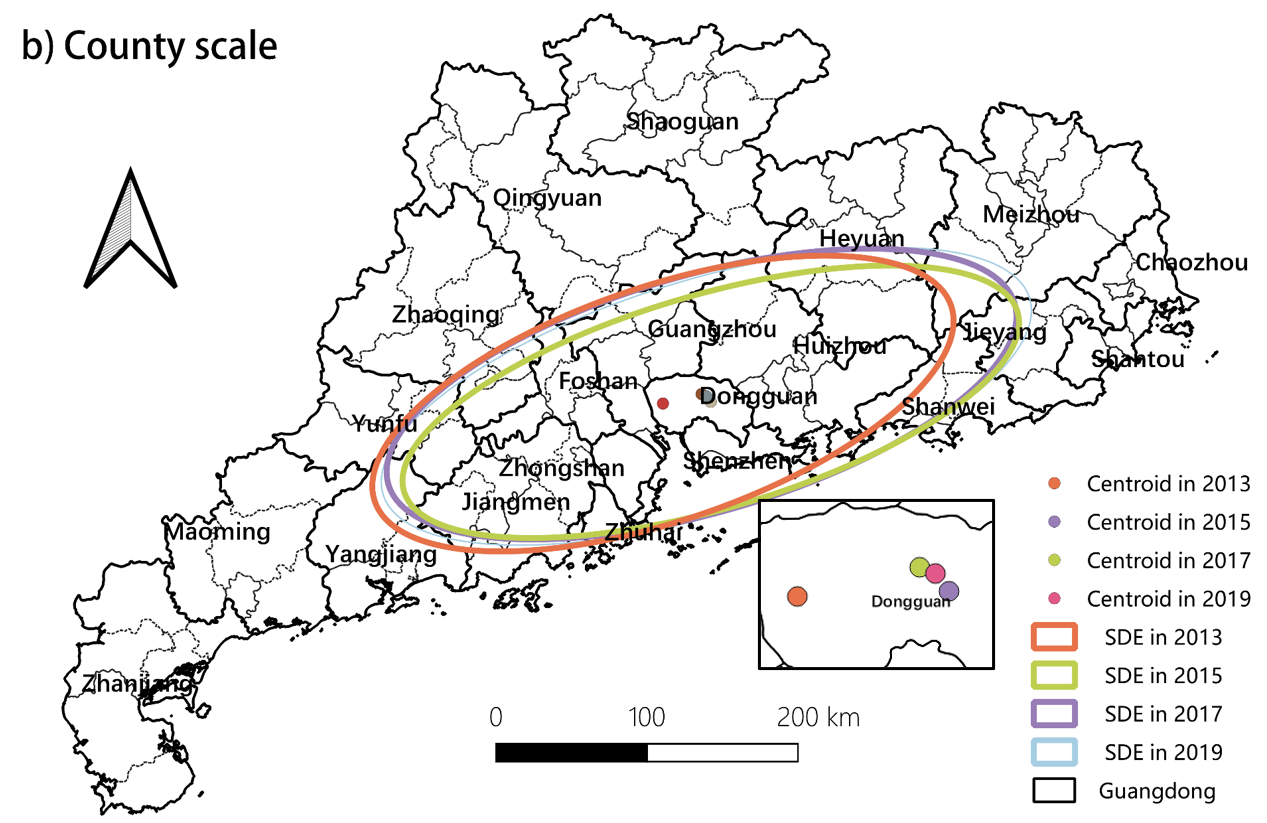 b) County scale
Shaoguan
Qingyuan
Meizhou
Heyuan
Chaozhou
Zhaoqing
Guangzhou
Jieyang
Huizhou
Shantou
Foshan
Dongguan
Shanwei
Yunfu
Shenzhen
Zhongshan
Jiangmen
Maoming
Zhuhai
Yangjiang
Zhanjiang
Dongguan
Centroid in 2013
Centroid in 2015
Centroid in 2017
Centroid in 2019
SDE in 2013
SDE in 2015
SDE in 2017
SDE in 2019
Guangdong
0 100 200 km